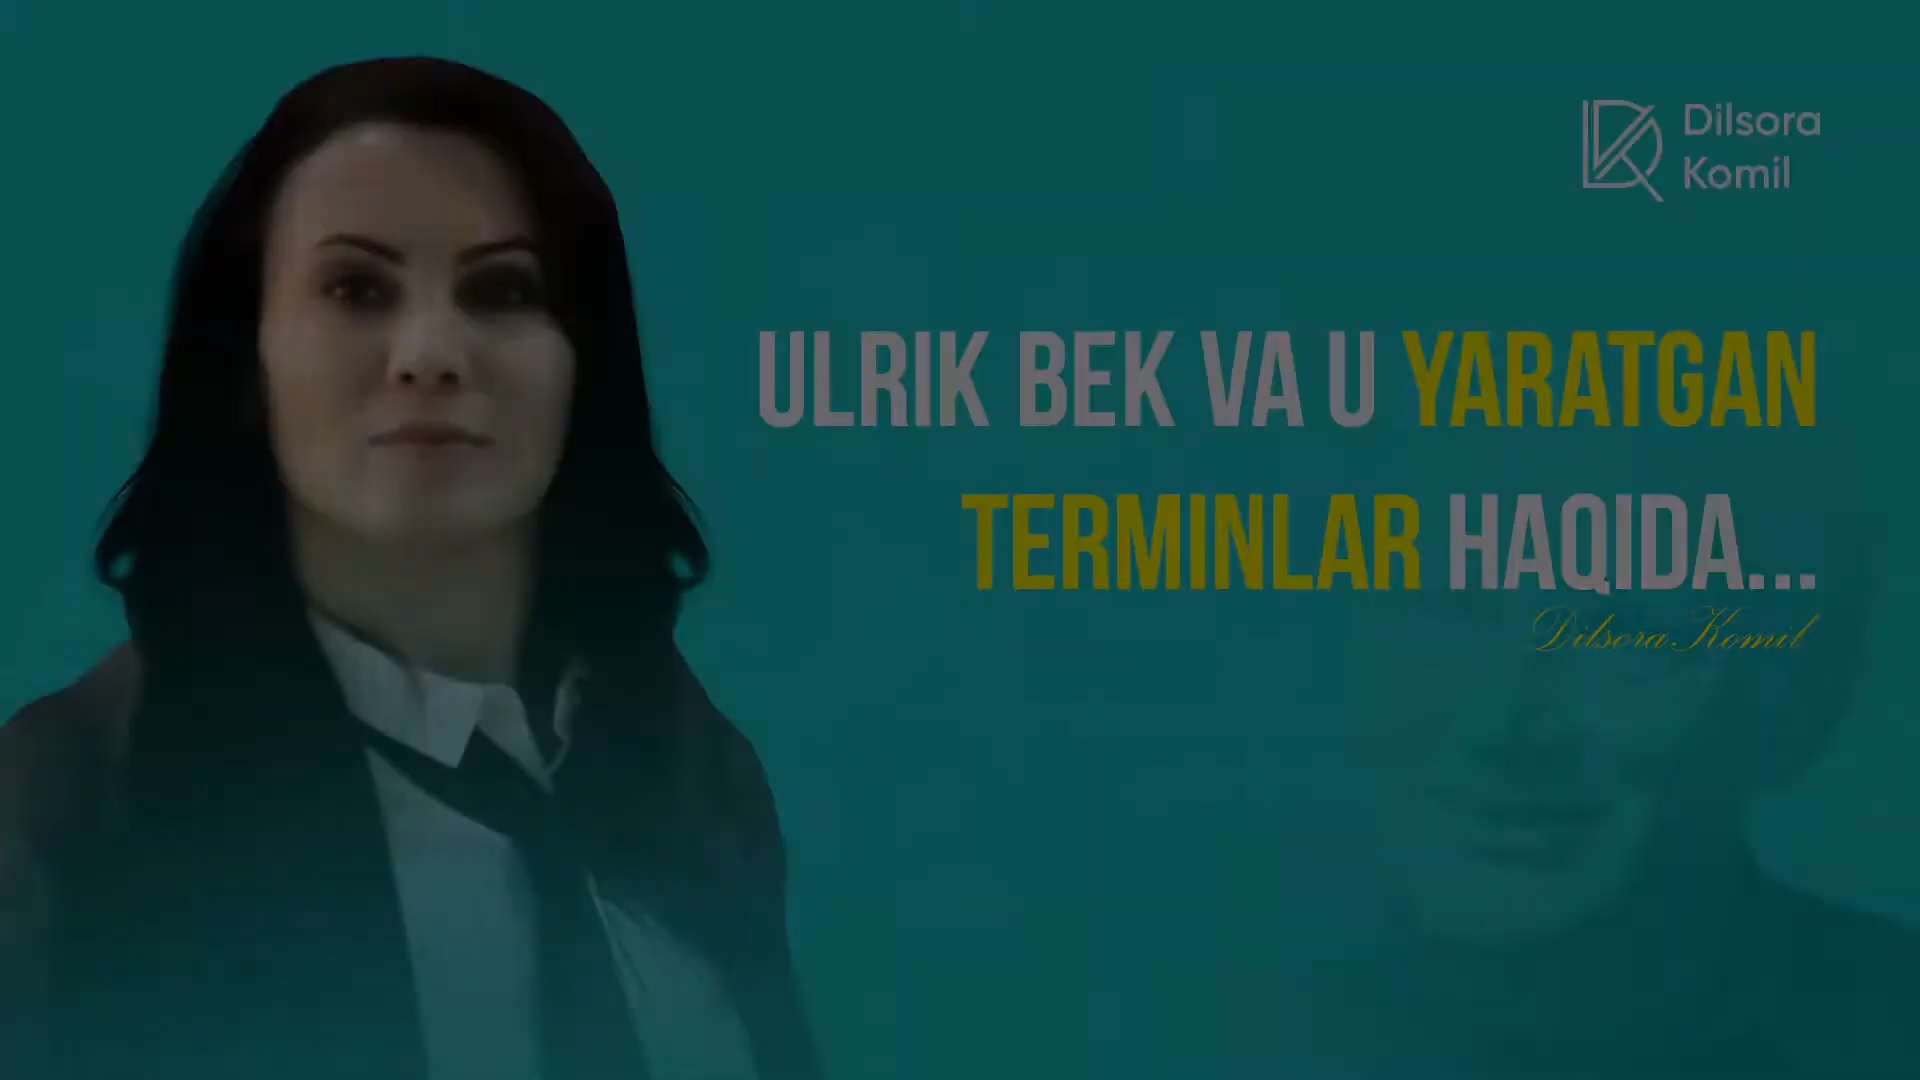 Dilsora
Komil
ULRIK BEK VA U YARATGAN
TERMINLAR HAQIDA...
Dilsora Komil